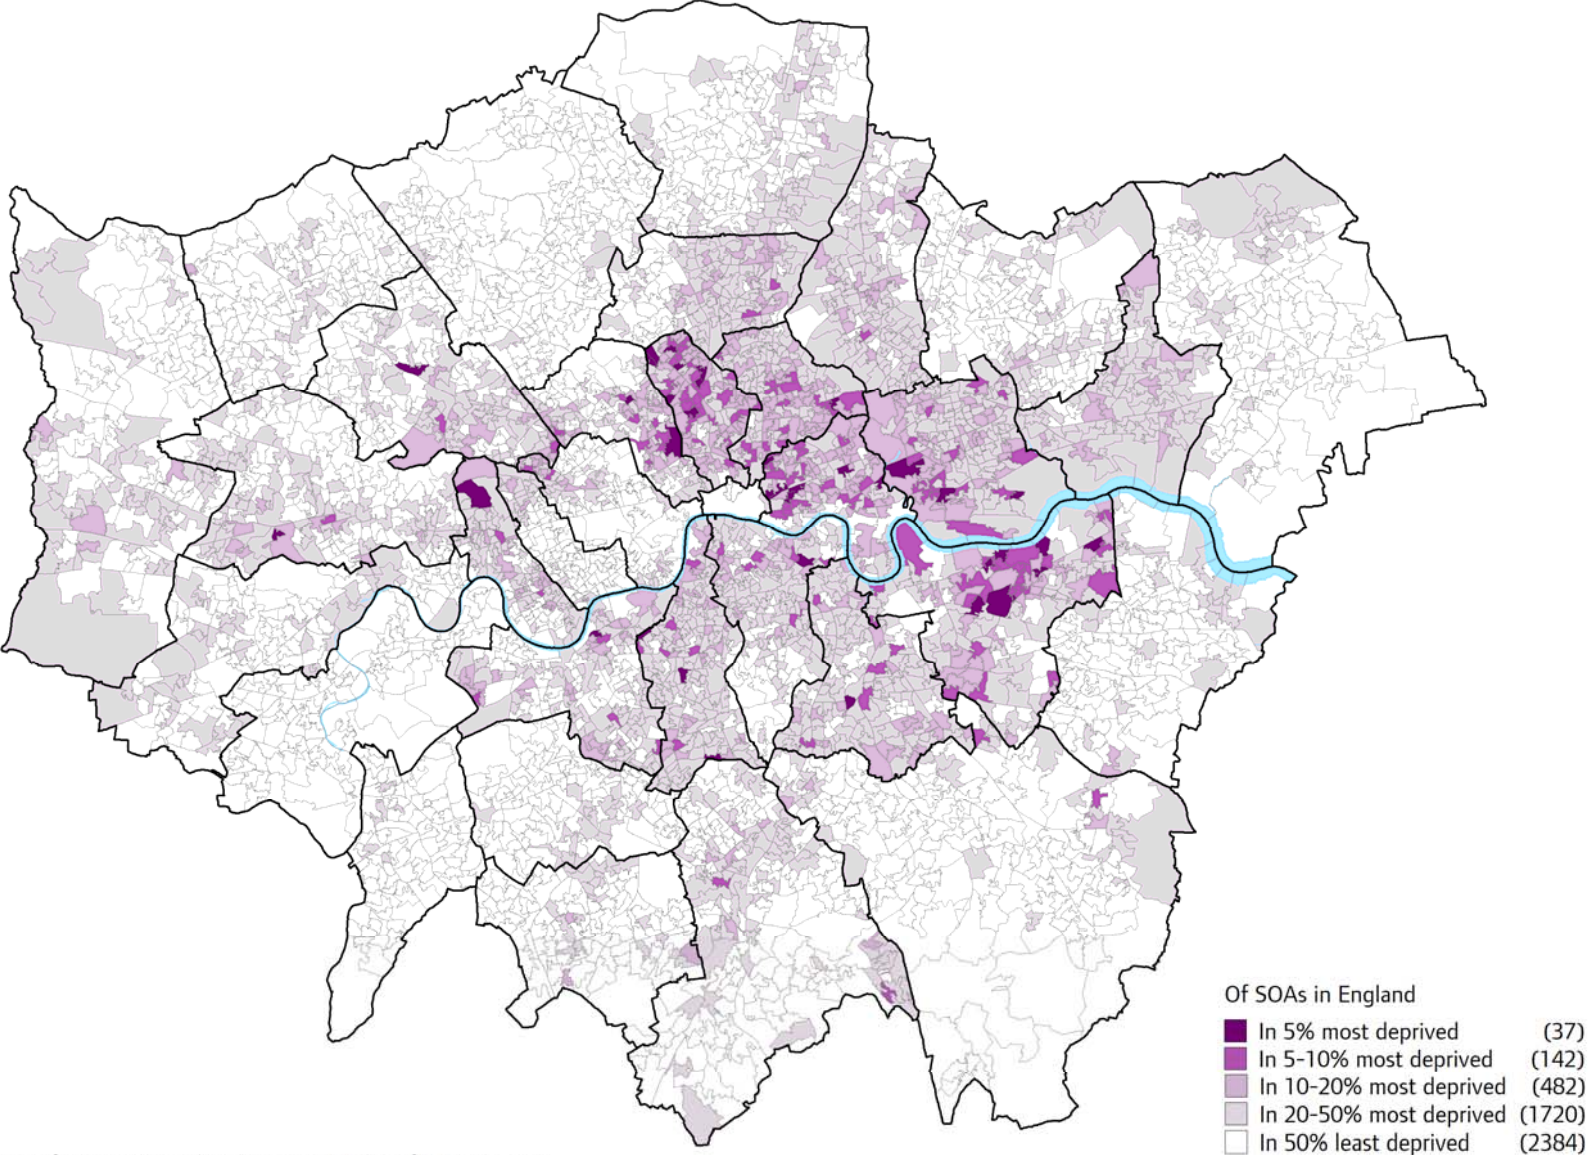 Of SOAs in England
In 5% most deprived (37)
In 5-10% most deprived (142)
In 10-20% most deprived (482)
In 20-50% most deprived (1720)
In 50% least deprived (2384)